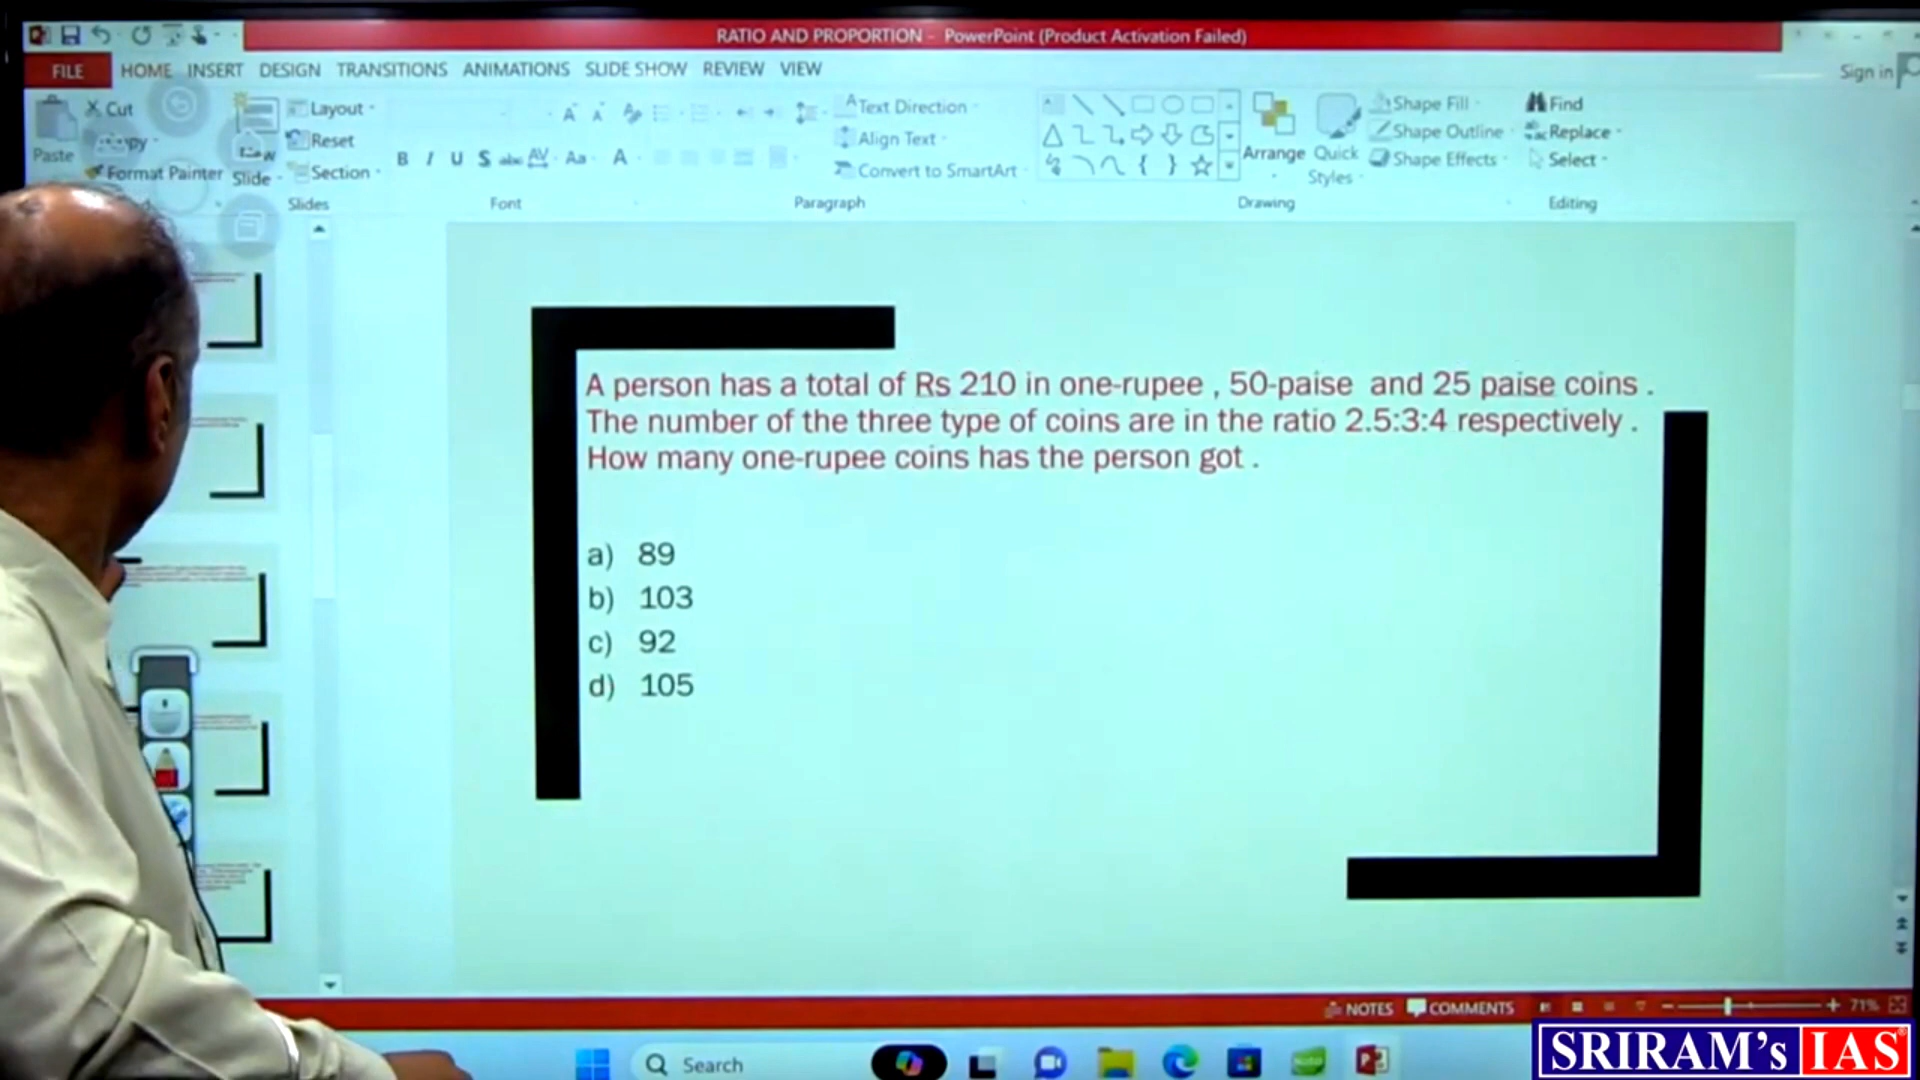 RATIO AND PROPORTION - PowerPoint (Product Activation Failed)
FILE HOME INSERT DESIGN TRANSITIONS ANIMATIONS SLIDE SHOW REVIEW VIEW
Sign in
Cut
Paste
Format Painter
Slide
Layout
Reset
Section
Slides
B I U S abc AV Aa A
Font
Text Direction
Align Text
Convert to SmartArt
Paragraph
Arrange
Quick Styles
Shape Fill
Shape Outline
Shape Effects
Drawing
Find
Replace
Select
Editing
A person has a total of Rs 210 in one-rupee , 50-paise and 25 paise coins .
The number of the three type of coins are in the ratio 2.5:3:4 respectively .
How many one-rupee coins has the person got .
a) 89
b) 103
c) 92
d) 105
NOTES COMMENTS 71%
Search
SRIRAM's IAS